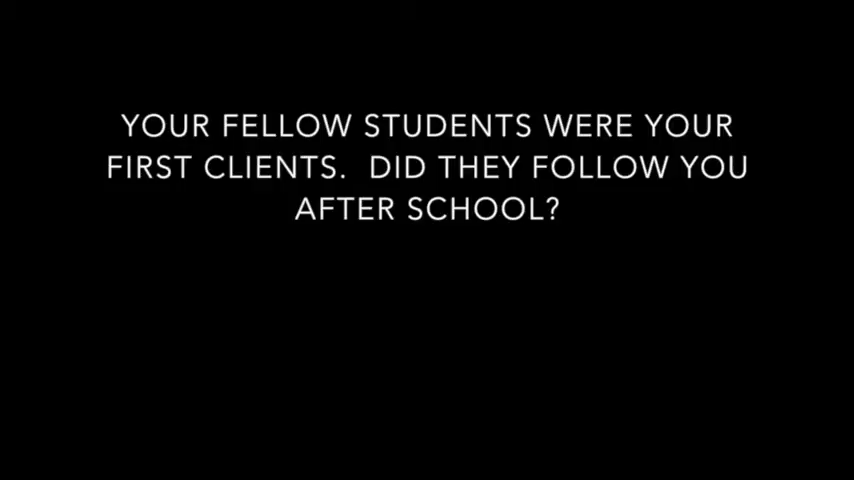 YOUR FELLOW STUDENTS WERE YOUR
FIRST CLIENTS.  DID THEY FOLLOW YOU
AFTER SCHOOL?